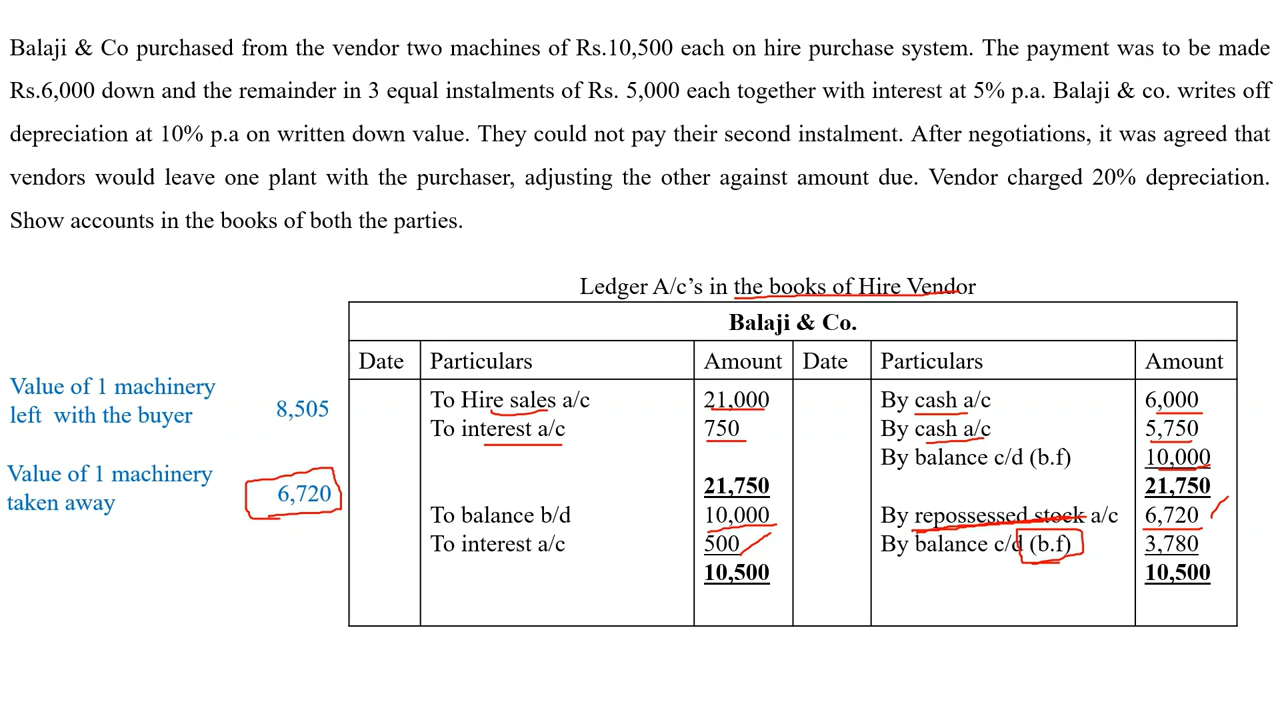 Balaji & Co purchased from the vendor two machines of Rs.10,500 each on hire purchase system. The payment was to be made
Rs.6,000 down and the remainder in 3 equal instalments of Rs. 5,000 each together with interest at 5% p.a. Balaji & co. writes off
depreciation at 10% p.a on written down value. They could not pay their second instalment. After negotiations, it was agreed that
vendors would leave one plant with the purchaser, adjusting the other against amount due. Vendor charged 20% depreciation.
Show accounts in the books of both the parties.
Ledger A/c's in the books of Hire Vendor
Balaji & Co.
Date Particulars Amount Date Particulars Amount
Value of 1 machinery
left with the buyer 8,505
To Hire sales a/c 21,000 By cash a/c 6,000
To interest a/c 750 By cash a/c 5,750
By balance c/d (b.f) 10,000
Value of 1 machinery
taken away 6,720
21,750 21,750
To balance b/d 10,000 By repossessed stock a/c 6,720
To interest a/c 500 By balance c/d (b.f) 3,780
10,500 10,500